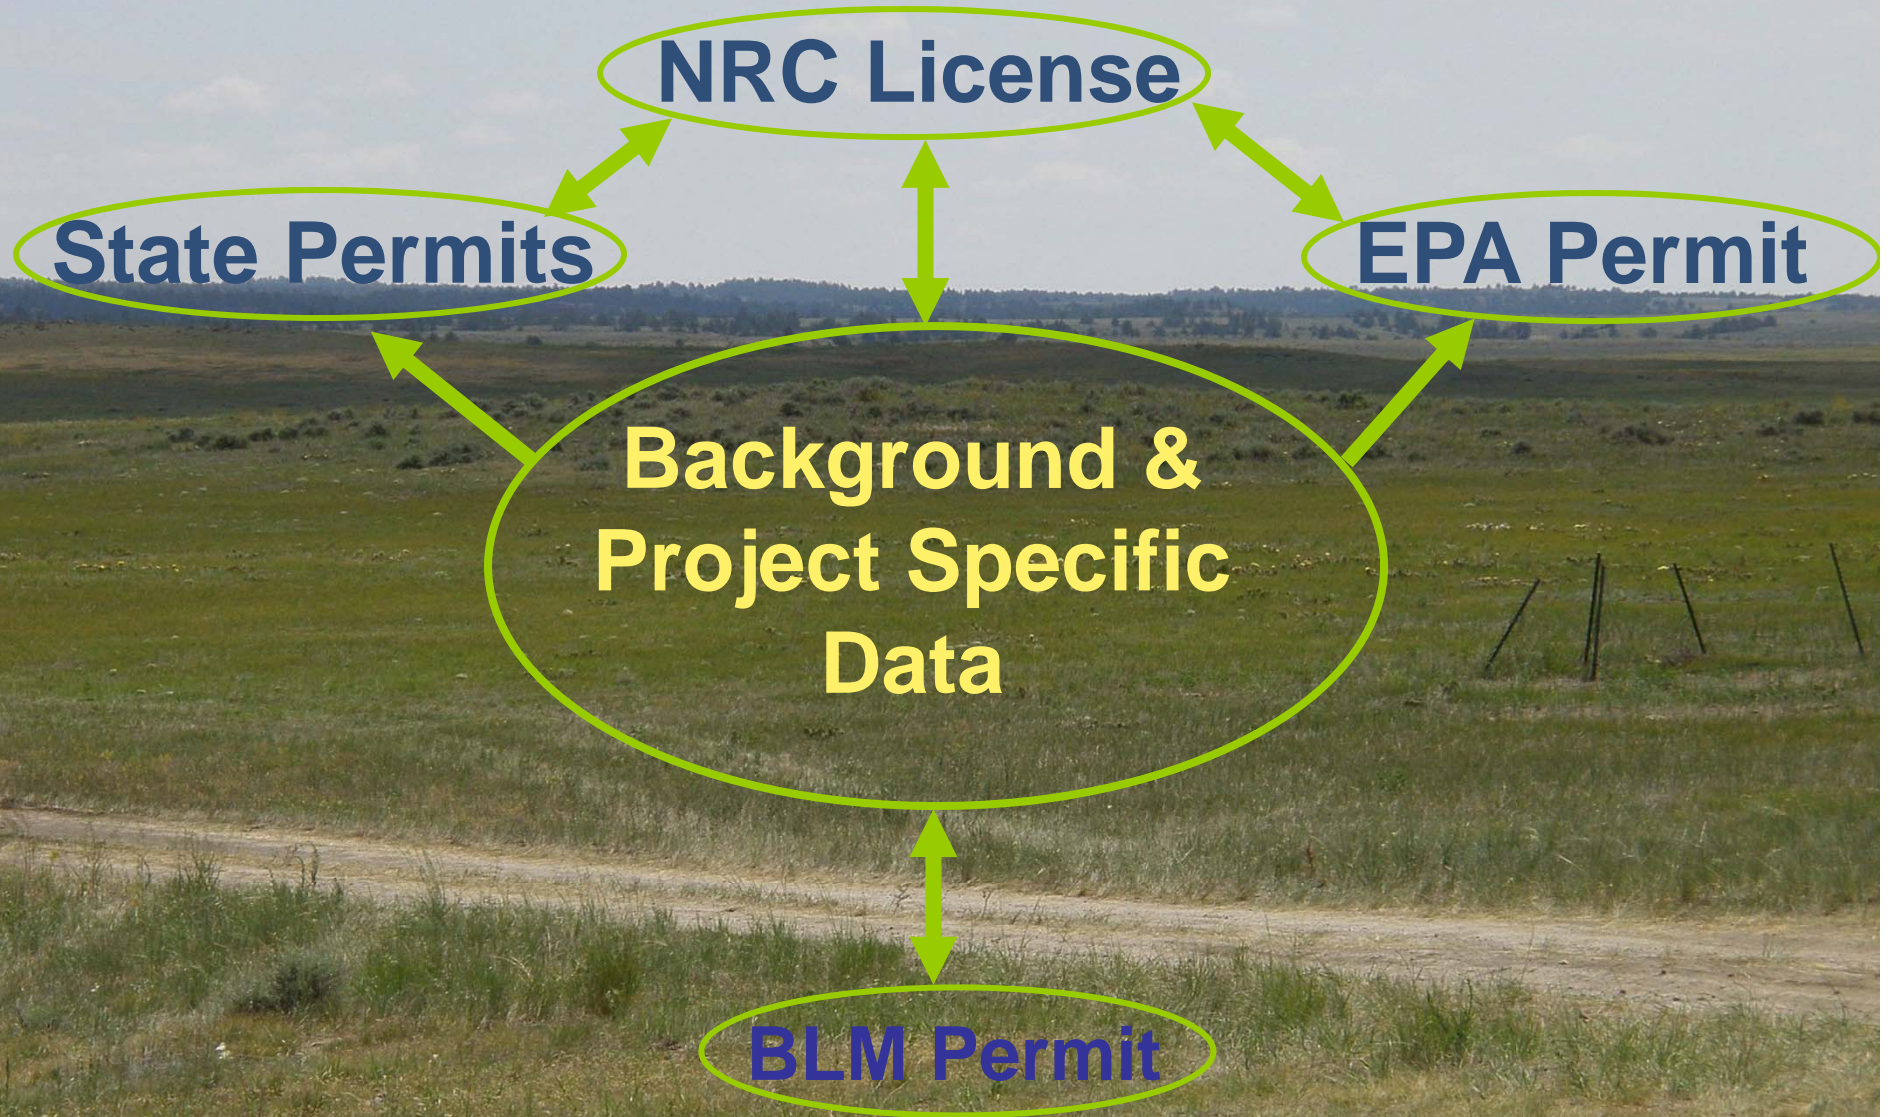 NRC License
State Permits
EPA Permit
Background &
Project Specific
Data
BLM Permit